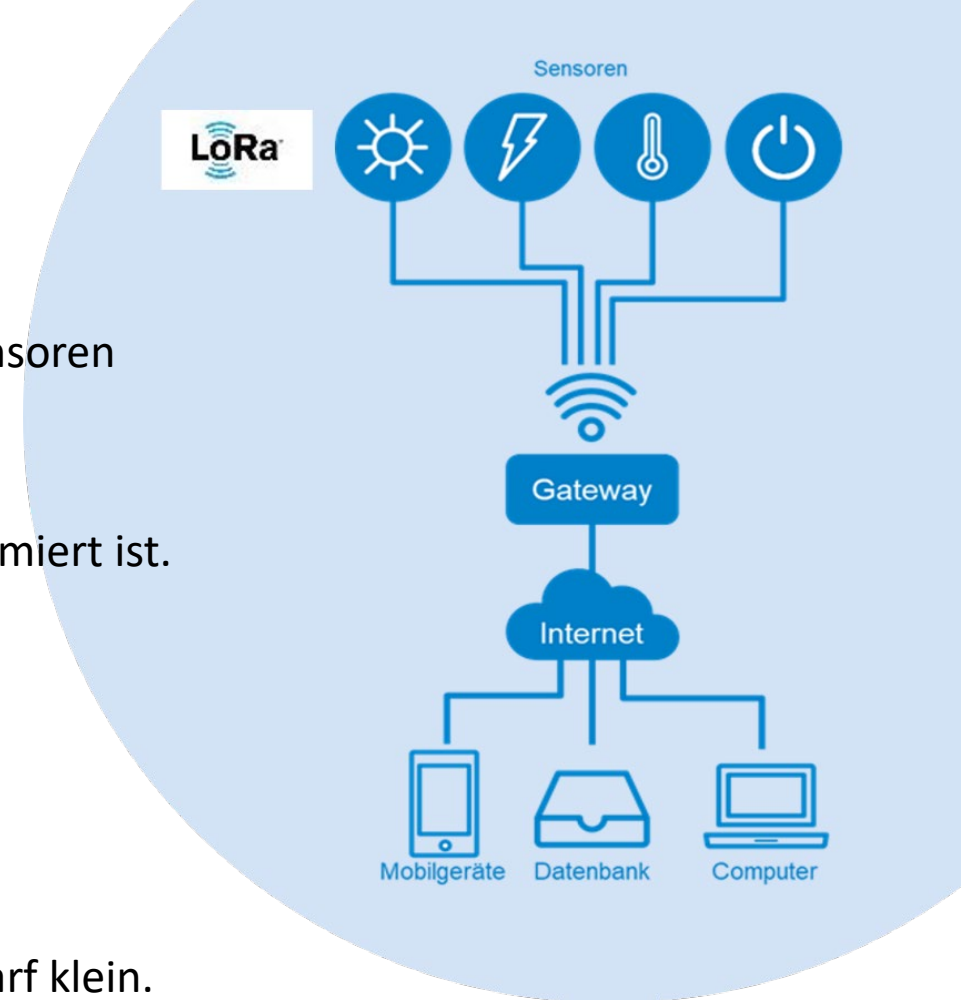 Sensoren
LoRa
nsoren
Gateway
miert ist.
Internet
Mobilgeräte Datenbank Computer
arf klein.